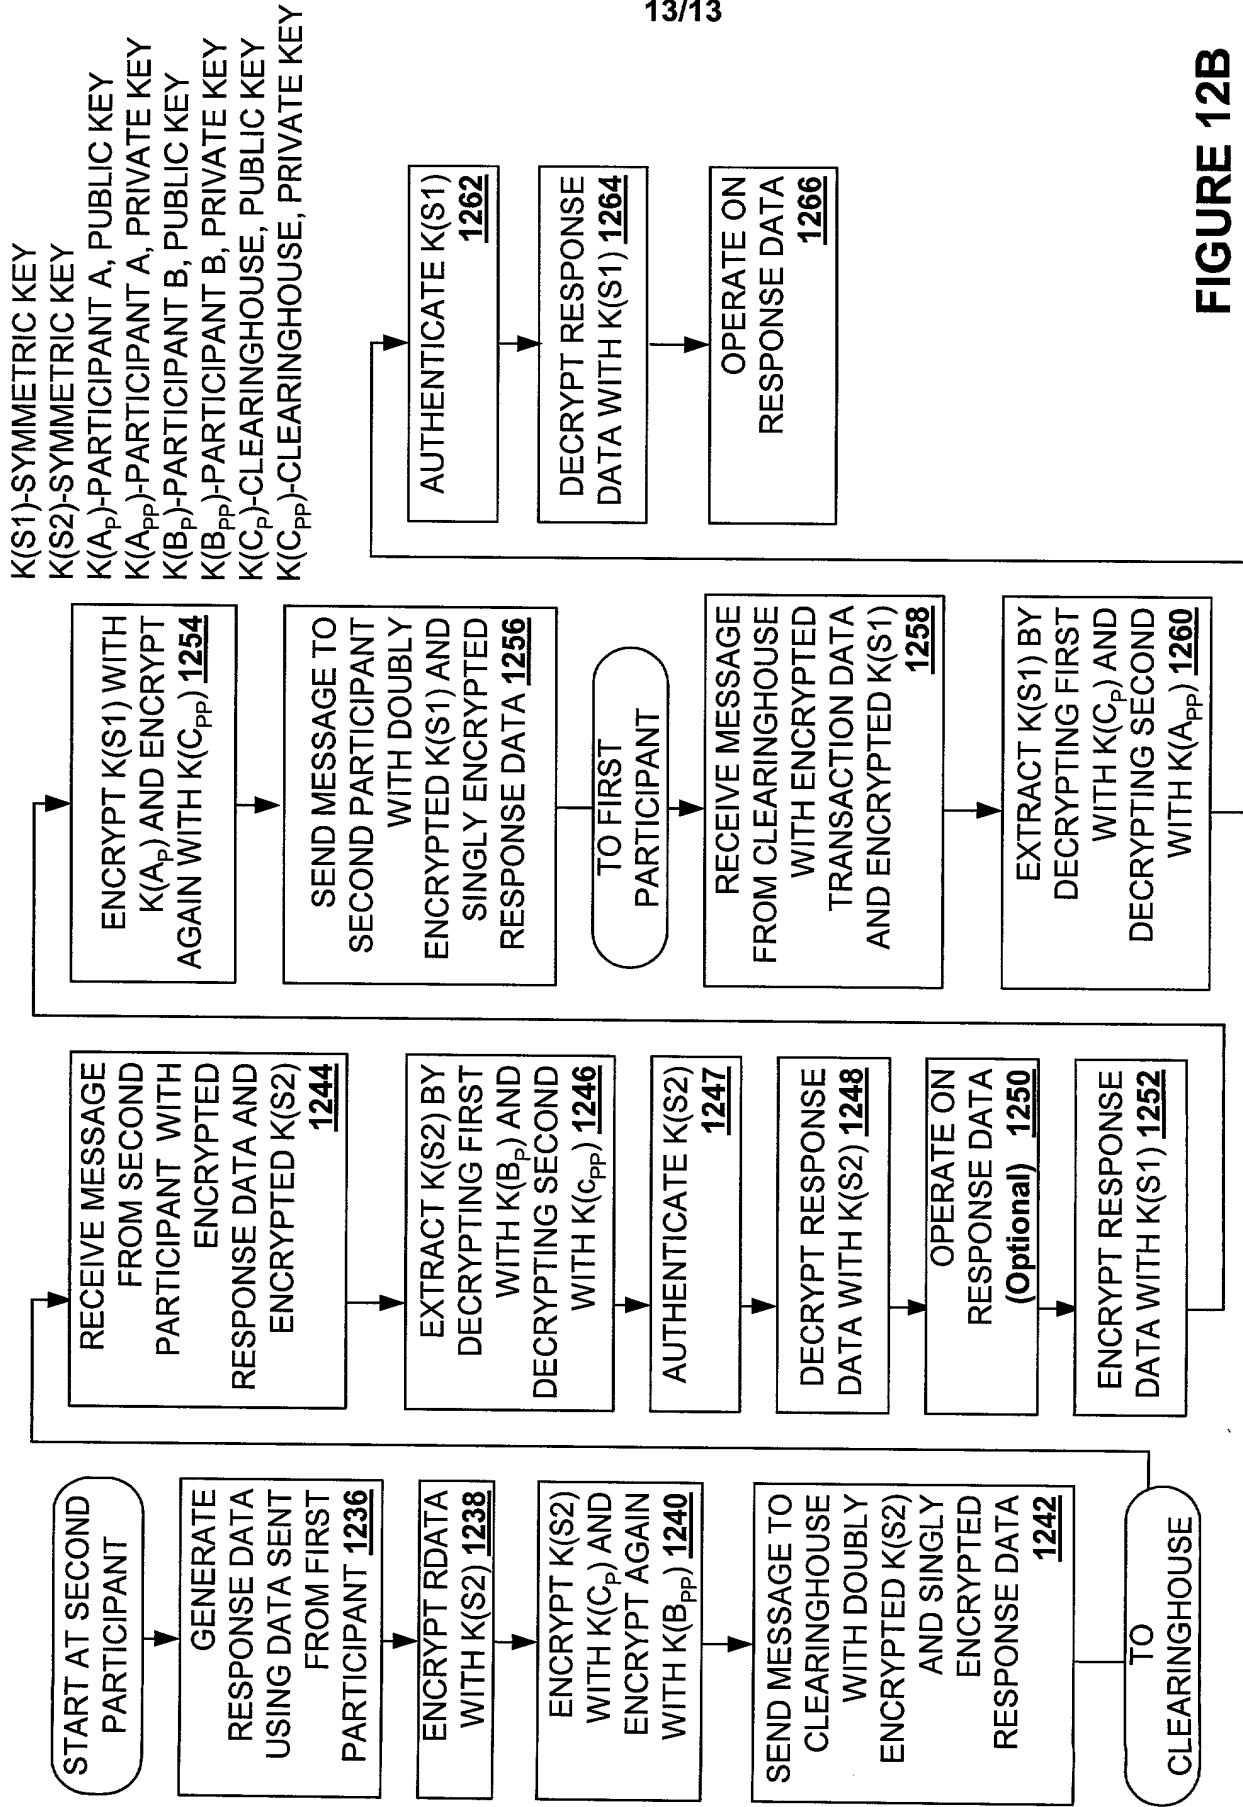 13/13
K(S1)-SYMMETRIC KEY
K(S2)-SYMMETRIC KEY
K(Aₚ)-PARTICIPANT A, PUBLIC KEY
K(Aₚₚ)-PARTICIPANT A, PRIVATE KEY
K(Bₚ)-PARTICIPANT B, PUBLIC KEY
K(Bₚₚ)-PARTICIPANT B, PRIVATE KEY
K(Cₚ)-CLEARINGHOUSE, PUBLIC KEY
K(Cₚₚ)-CLEARINGHOUSE, PRIVATE KEY
START AT SECOND
PARTICIPANT
GENERATE
RESPONSE DATA
USING DATA SENT
FROM FIRST
PARTICIPANT 1236
ENCRYPT RDATA
WITH K(S2) 1238
ENCRYPT K(S2)
WITH K(Cₚ) AND
ENCRYPT AGAIN
WITH K(Bₚₚ) 1240
SEND MESSAGE TO
CLEARINGHOUSE
WITH DOUBLY
ENCRYPTED K(S2)
AND SINGLY
ENCRYPTED
RESPONSE DATA
1242
TO
CLEARINGHOUSE
RECEIVE MESSAGE
FROM SECOND
PARTICIPANT WITH
ENCRYPTED
RESPONSE DATA AND
ENCRYPTED K(S2)
1244
EXTRACT K(S2) BY
DECRYPTING FIRST
WITH K(Bₚ) AND
DECRYPTING SECOND
WITH K(cₚₚ) 1246
AUTHENTICATE K(S2)
1247
DECRYPT RESPONSE
DATA WITH K(S2) 1248
OPERATE ON
RESPONSE DATA
(Optional) 1250
ENCRYPT RESPONSE
DATA WITH K(S1) 1252
ENCRYPT K(S1) WITH
K(Aₚ) AND ENCRYPT
AGAIN WITH K(Cₚₚ) 1254
SEND MESSAGE TO
SECOND PARTICIPANT
WITH DOUBLY
ENCRYPTED K(S1) AND
SINGLY ENCRYPTED
RESPONSE DATA 1256
TO FIRST
PARTICIPANT
RECEIVE MESSAGE
FROM CLEARINGHOUSE
WITH ENCRYPTED
TRANSACTION DATA
AND ENCRYPTED K(S1)
1258
EXTRACT K(S1) BY
DECRYPTING FIRST
WITH K(Cₚ) AND
DECRYPTING SECOND
WITH K(Aₚₚ) 1260
AUTHENTICATE K(S1)
1262
DECRYPT RESPONSE
DATA WITH K(S1) 1264
OPERATE ON
RESPONSE DATA
1266
FIGURE 12B